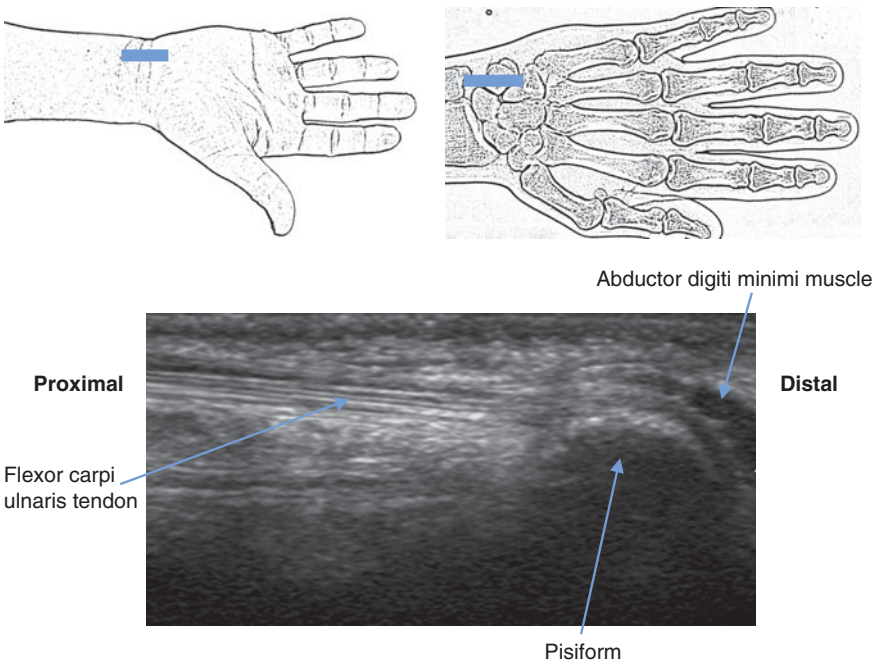 Abductor digiti minimi muscle
Proximal
Distal
Flexor carpi
ulnaris tendon
Pisiform